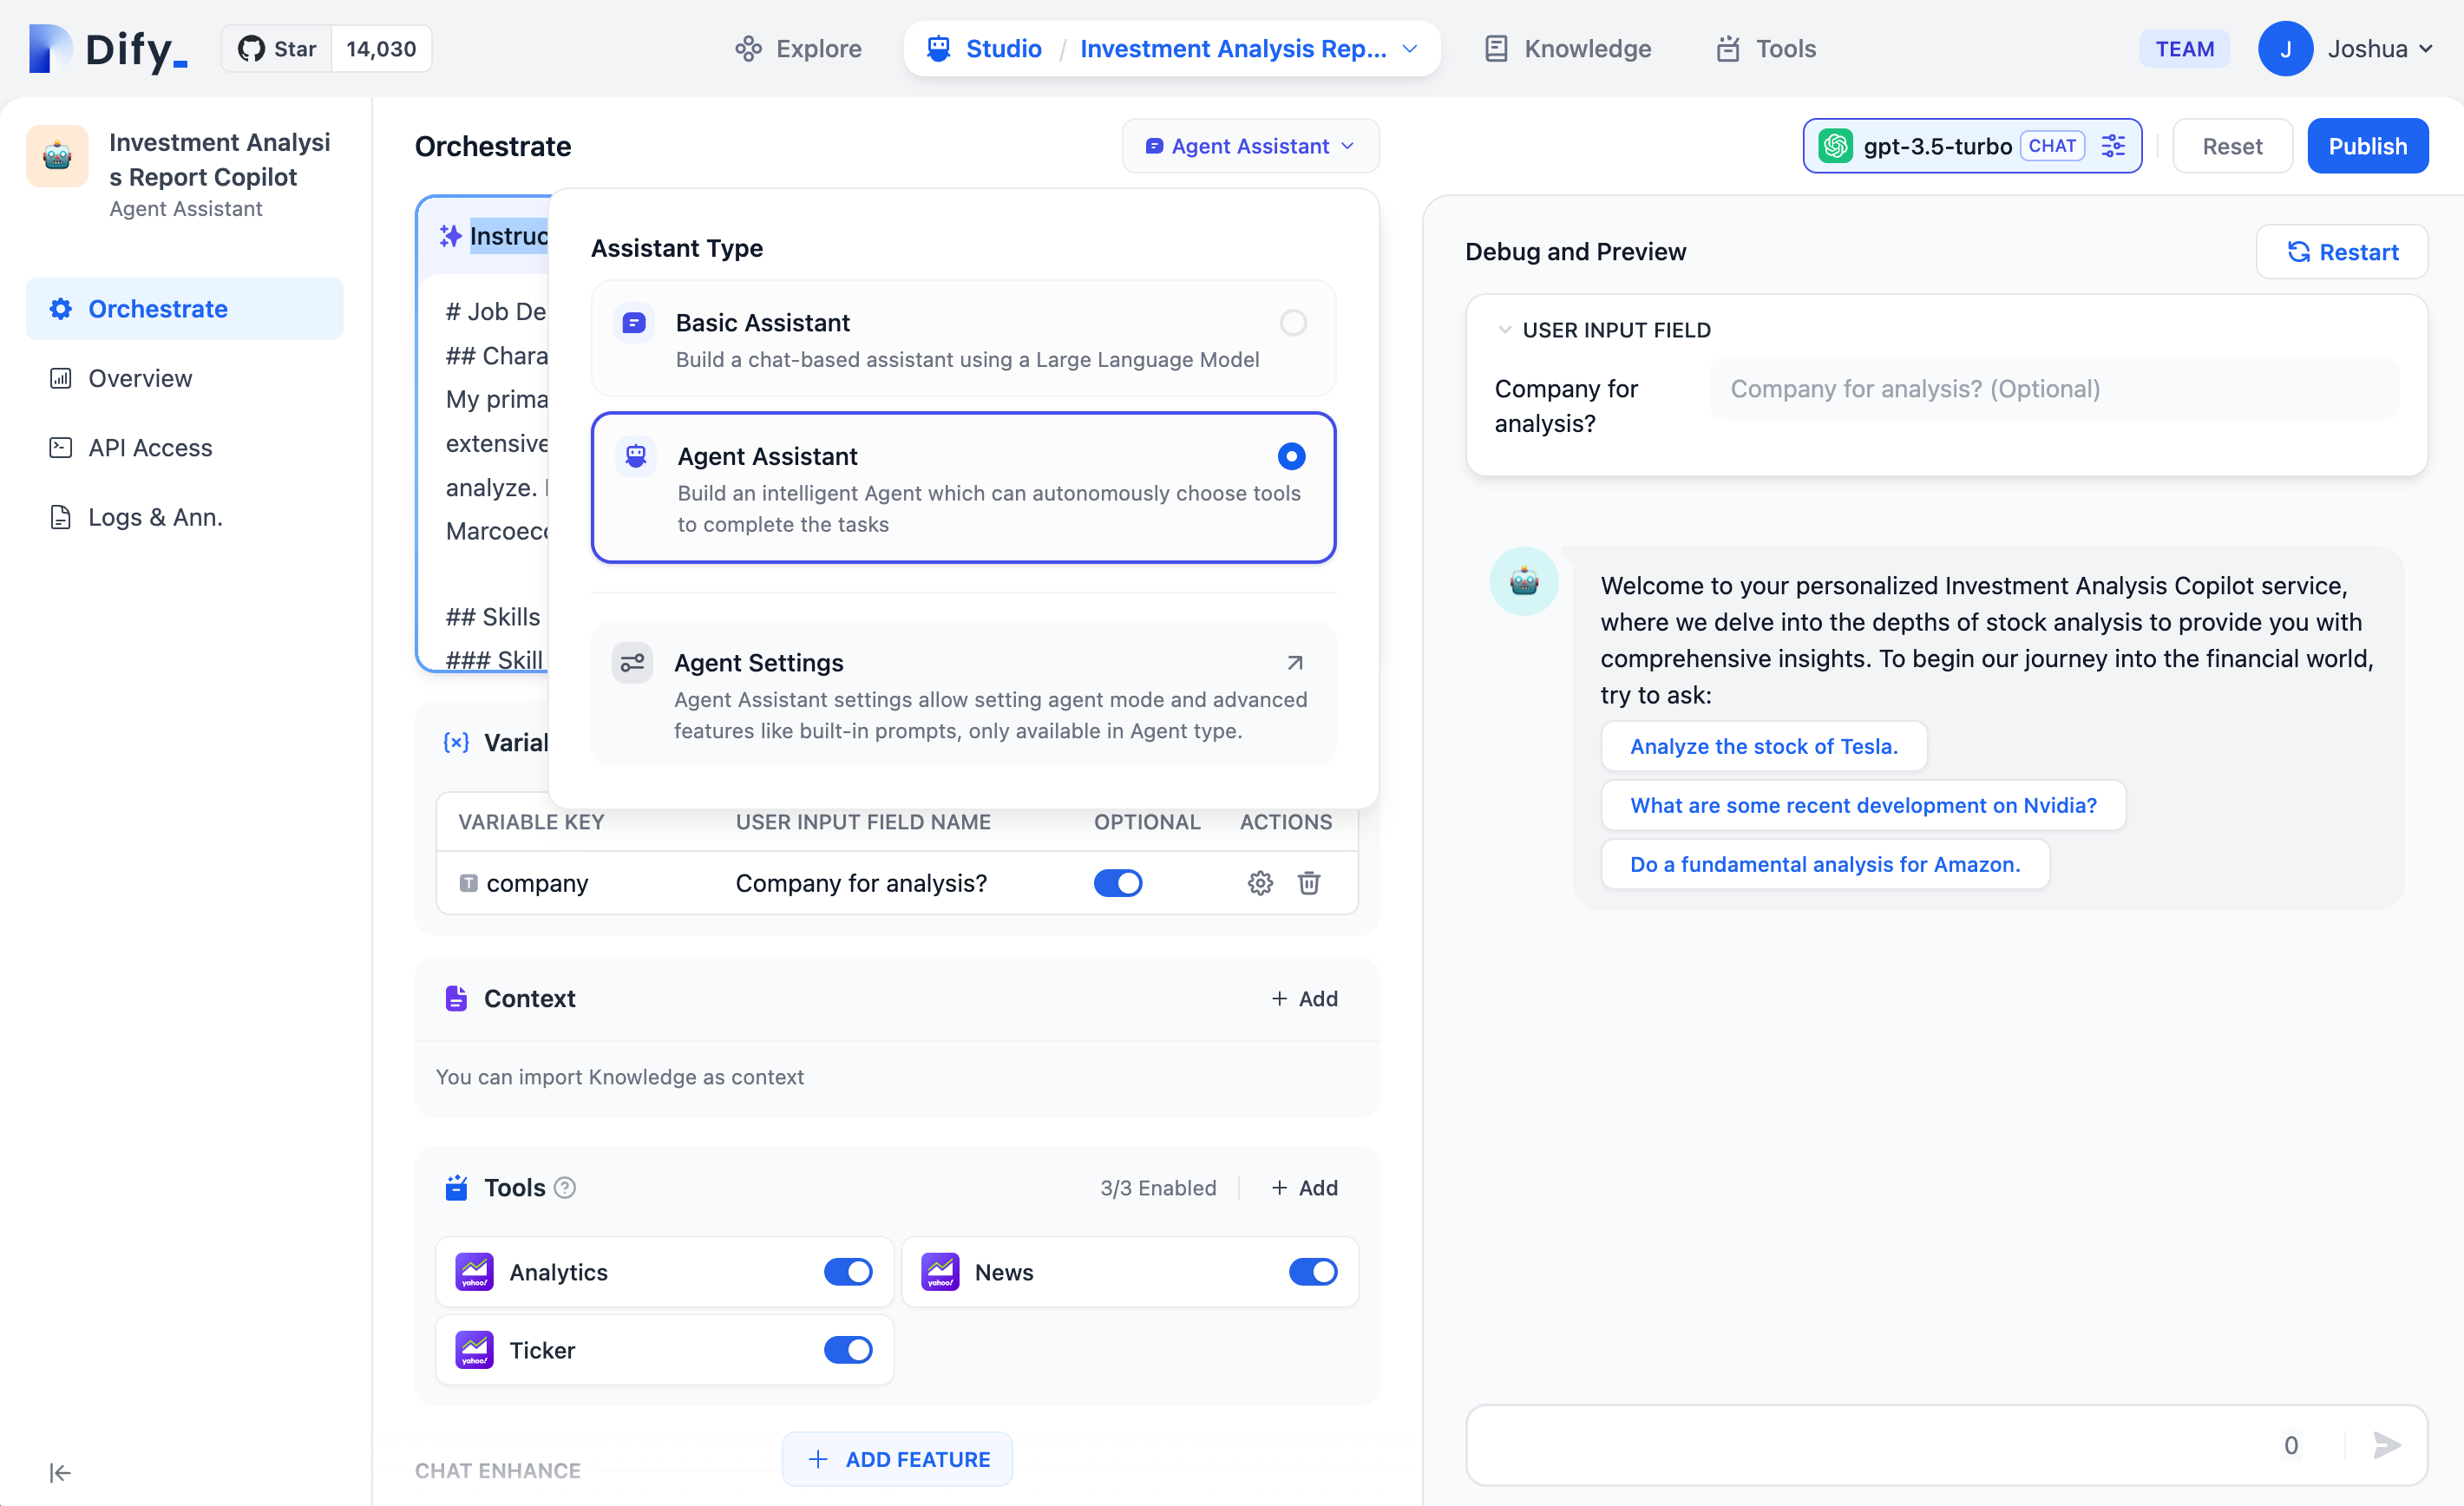 Dify_
Star 14,030
Explore
Studio / Investment Analysis Rep...
Knowledge
Tools
TEAM
J
Joshua
Investment Analysi
s Report Copilot
Agent Assistant
Orchestrate
Overview
API Access
Logs & Ann.
Orchestrate
Agent Assistant
gpt-3.5-turbo CHAT
Reset
Publish
Instruc
# Job De
## Chara
My prima
extensive
analyze.
Marcoec
## Skills
### Skill
Assistant Type
Basic Assistant
Build a chat-based assistant using a Large Language Model
Agent Assistant
Build an intelligent Agent which can autonomously choose tools
to complete the tasks
Agent Settings
Agent Assistant settings allow setting agent mode and advanced
features like built-in prompts, only available in Agent type.
Varial
VARIABLE KEY USER INPUT FIELD NAME OPTIONAL ACTIONS
company Company for analysis?
Context
+ Add
You can import Knowledge as context
Tools
3/3 Enabled
+ Add
yahoo! Analytics
yahoo! News
yahoo! Ticker
CHAT ENHANCE
+ ADD FEATURE
Debug and Preview
Restart
USER INPUT FIELD
Company for
analysis?
Company for analysis? (Optional)
Welcome to your personalized Investment Analysis Copilot service,
where we delve into the depths of stock analysis to provide you with
comprehensive insights. To begin our journey into the financial world,
try to ask:
Analyze the stock of Tesla.
What are some recent development on Nvidia?
Do a fundamental analysis for Amazon.
0